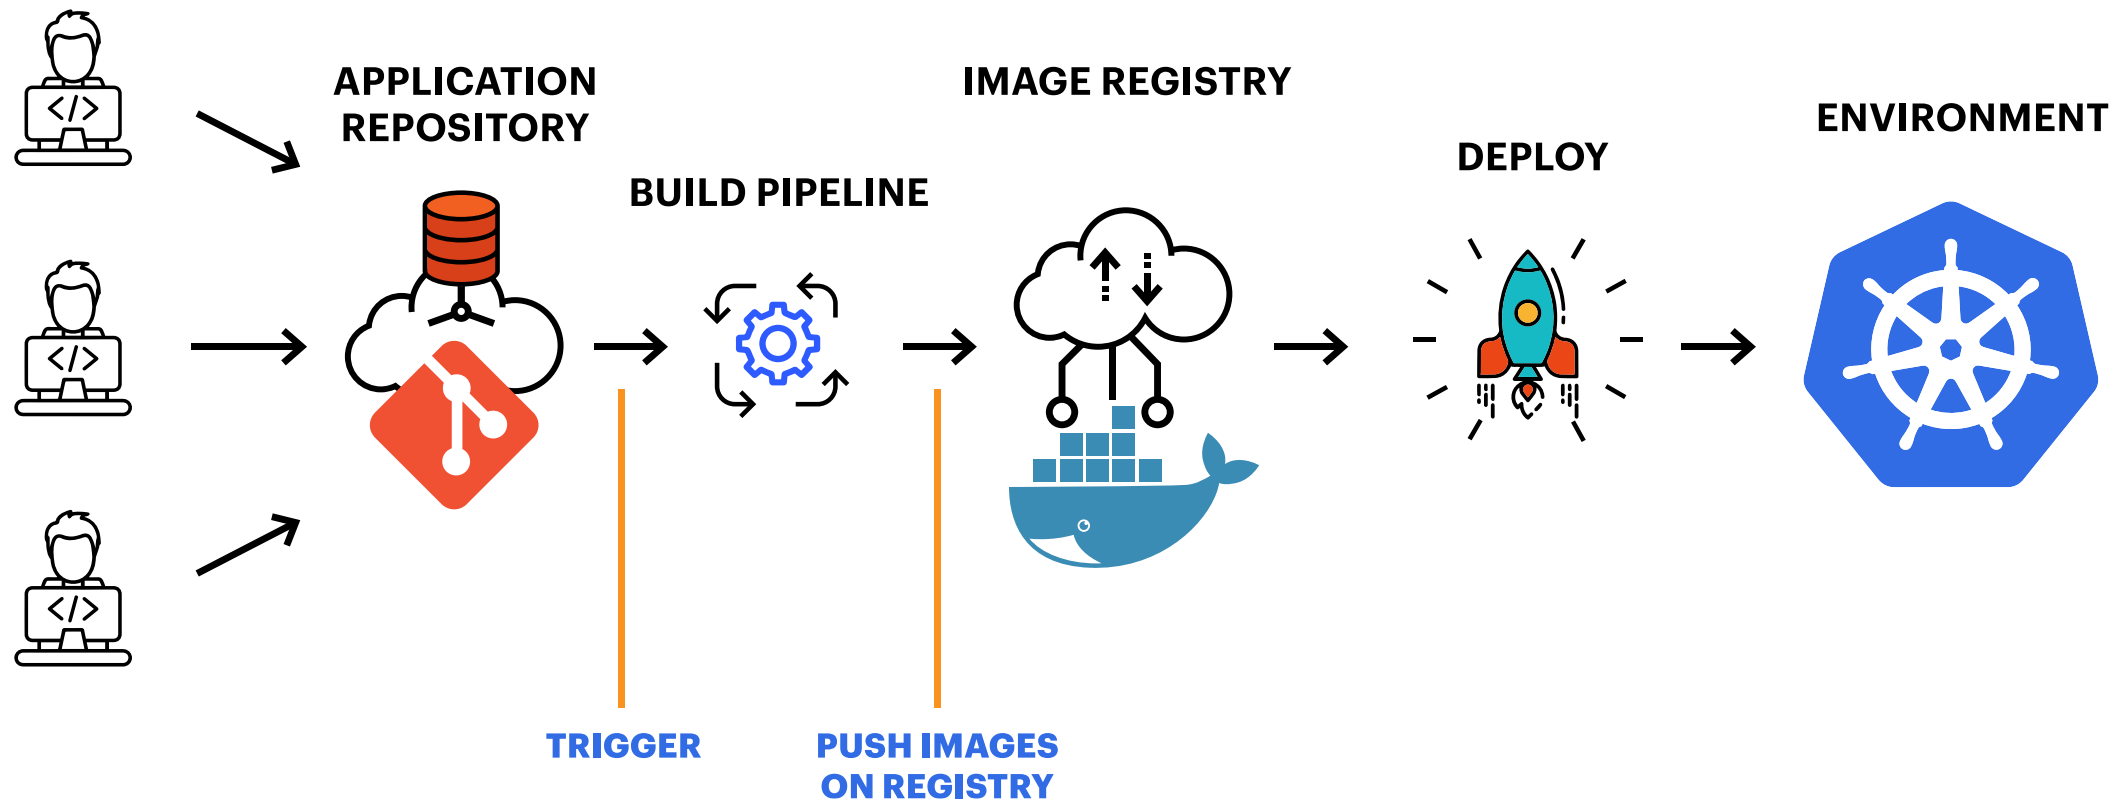 APPLICATION
REPOSITORY
BUILD PIPELINE
IMAGE REGISTRY
DEPLOY
ENVIRONMENT
</>
</>
</>
TRIGGER
PUSH IMAGES
ON REGISTRY